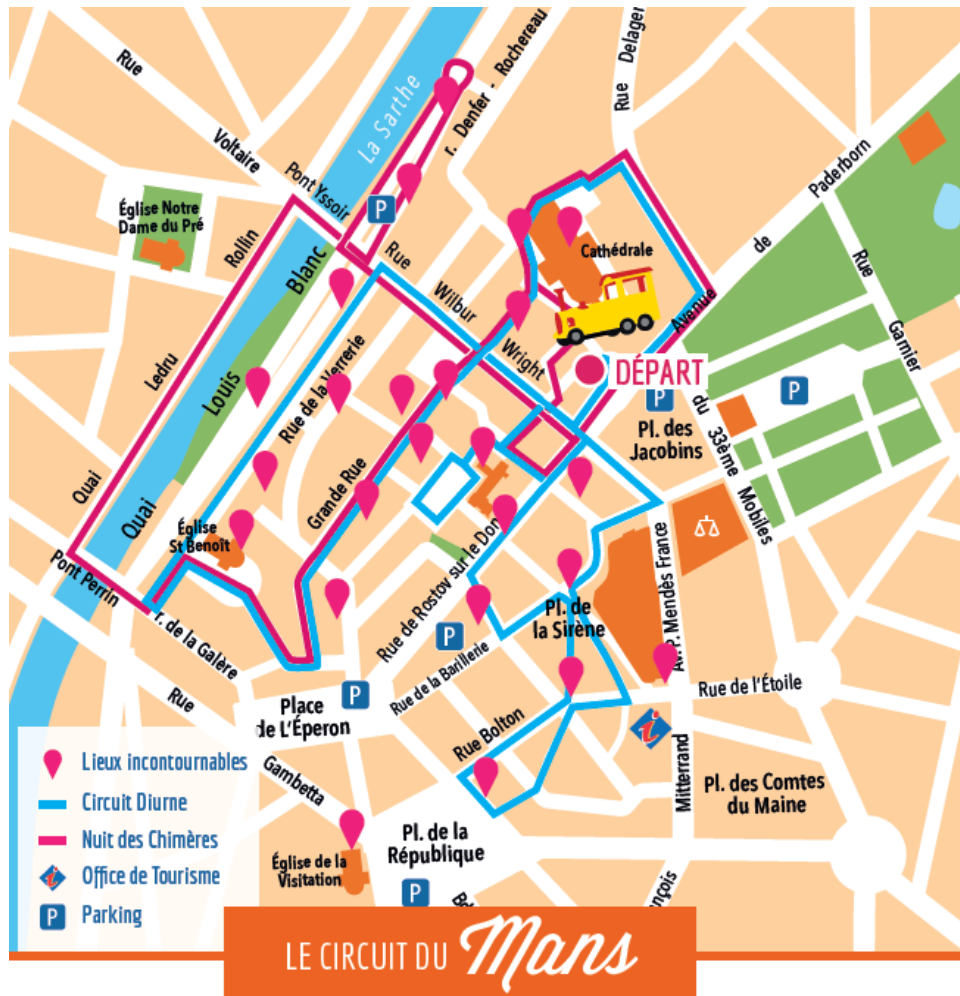 Rue
Voltaire
La Sarthe
r. Denfer - Rochereau
Rue Delager
Paderborn
de
Avenue
Pont Yssoir
P
Église Notre
Dame du Pré
Rollin
Ledru
Quai
Blanc
Louis
Quai
Rue
Wilbur
Wright
Cathédrale
DÉPART
Rue
Garnier
P
P
Pl. des
Jacobins
du 33ème Mobiles
Rue de la Verrerie
Grande Rue
Église
St Benoît
Pont Perrin
r. de la Galère
Rue
Gambetta
Rue de Rostov sur le Don
P
Rue de la Barillerie
Pl. de
la Sirène
Av. P. Mendès France
Place
de L'Éperon
P
Rue Bolton
Rue de l'Étoile
i
Mitterrand
Pl. des Comtes
du Maine
Pl. de la
République
Église de la
Visitation
P
ançois
Lieux incontournables
Circuit Diurne
Nuit des Chimères
i Office de Tourisme
P Parking
LE CIRCUIT DU Mans